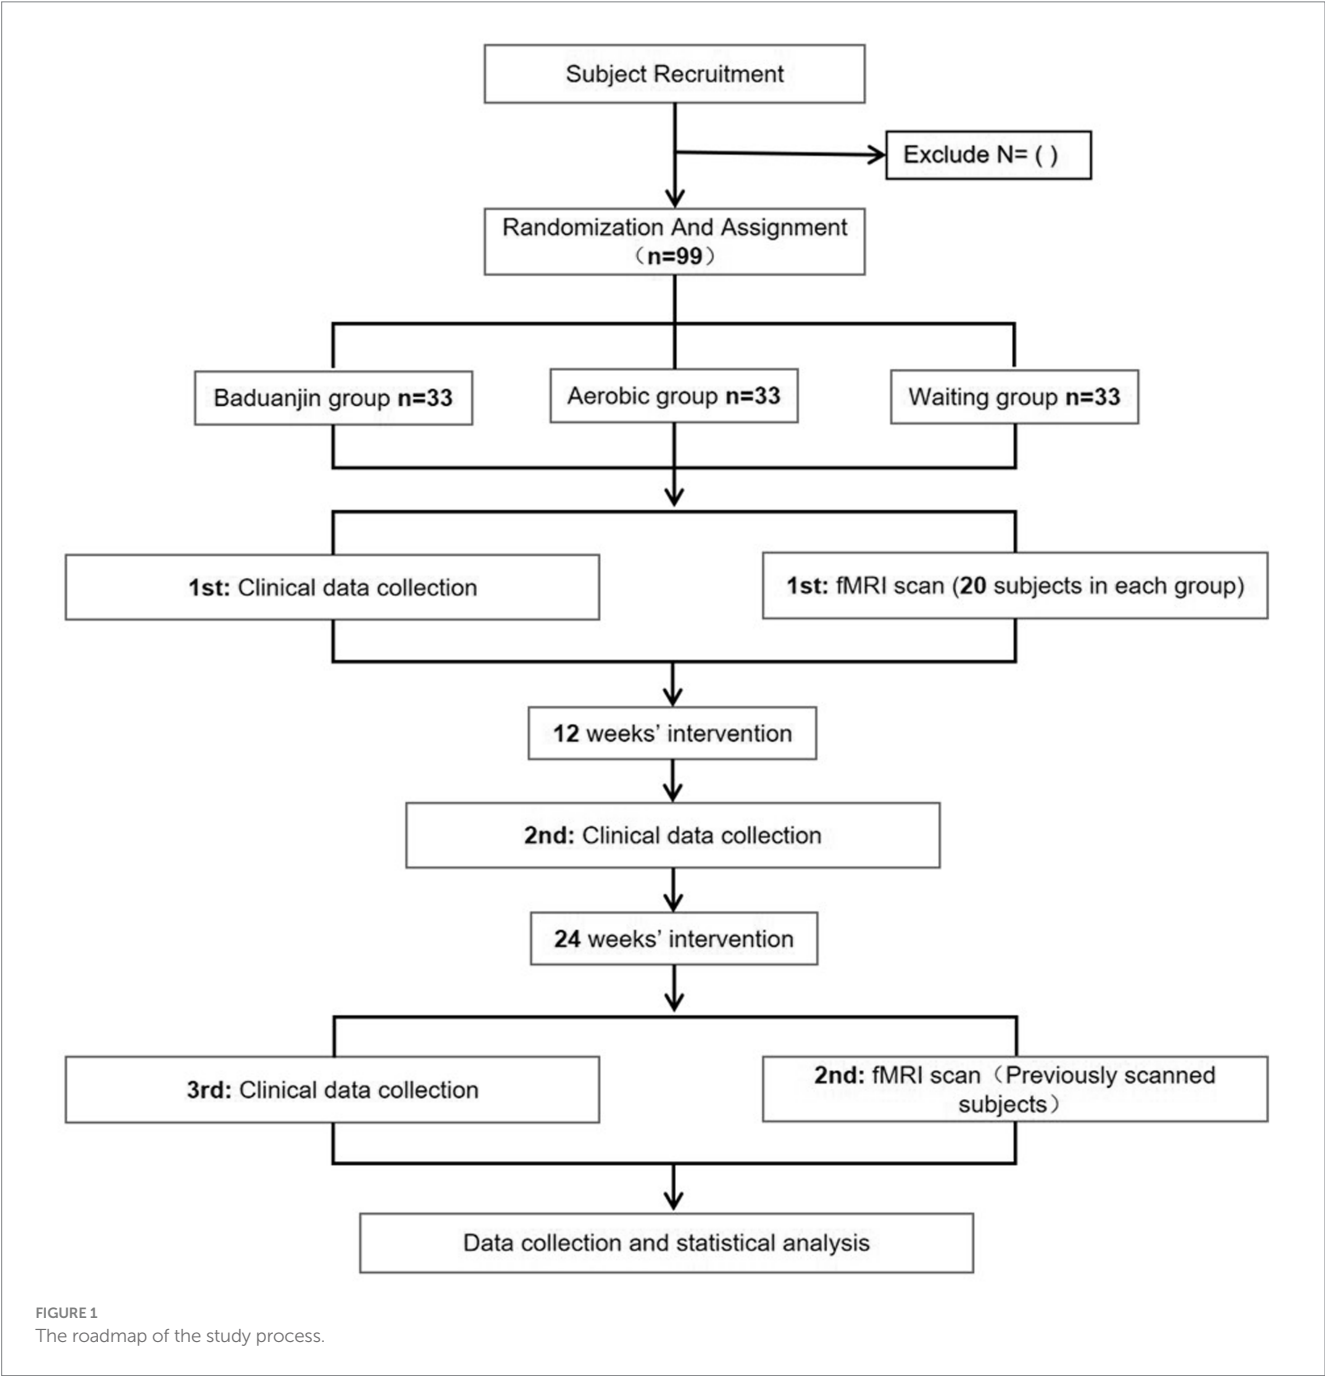 Subject Recruitment
Exclude N= ( )
Randomization And Assignment
（n=99）
Baduanjin group n=33
Aerobic group n=33
Waiting group n=33
1st: Clinical data collection
1st: fMRI scan (20 subjects in each group)
12 weeks’ intervention
2nd: Clinical data collection
24 weeks’ intervention
3rd: Clinical data collection
2nd: fMRI scan（Previously scanned
subjects）
Data collection and statistical analysis
FIGURE 1
The roadmap of the study process.